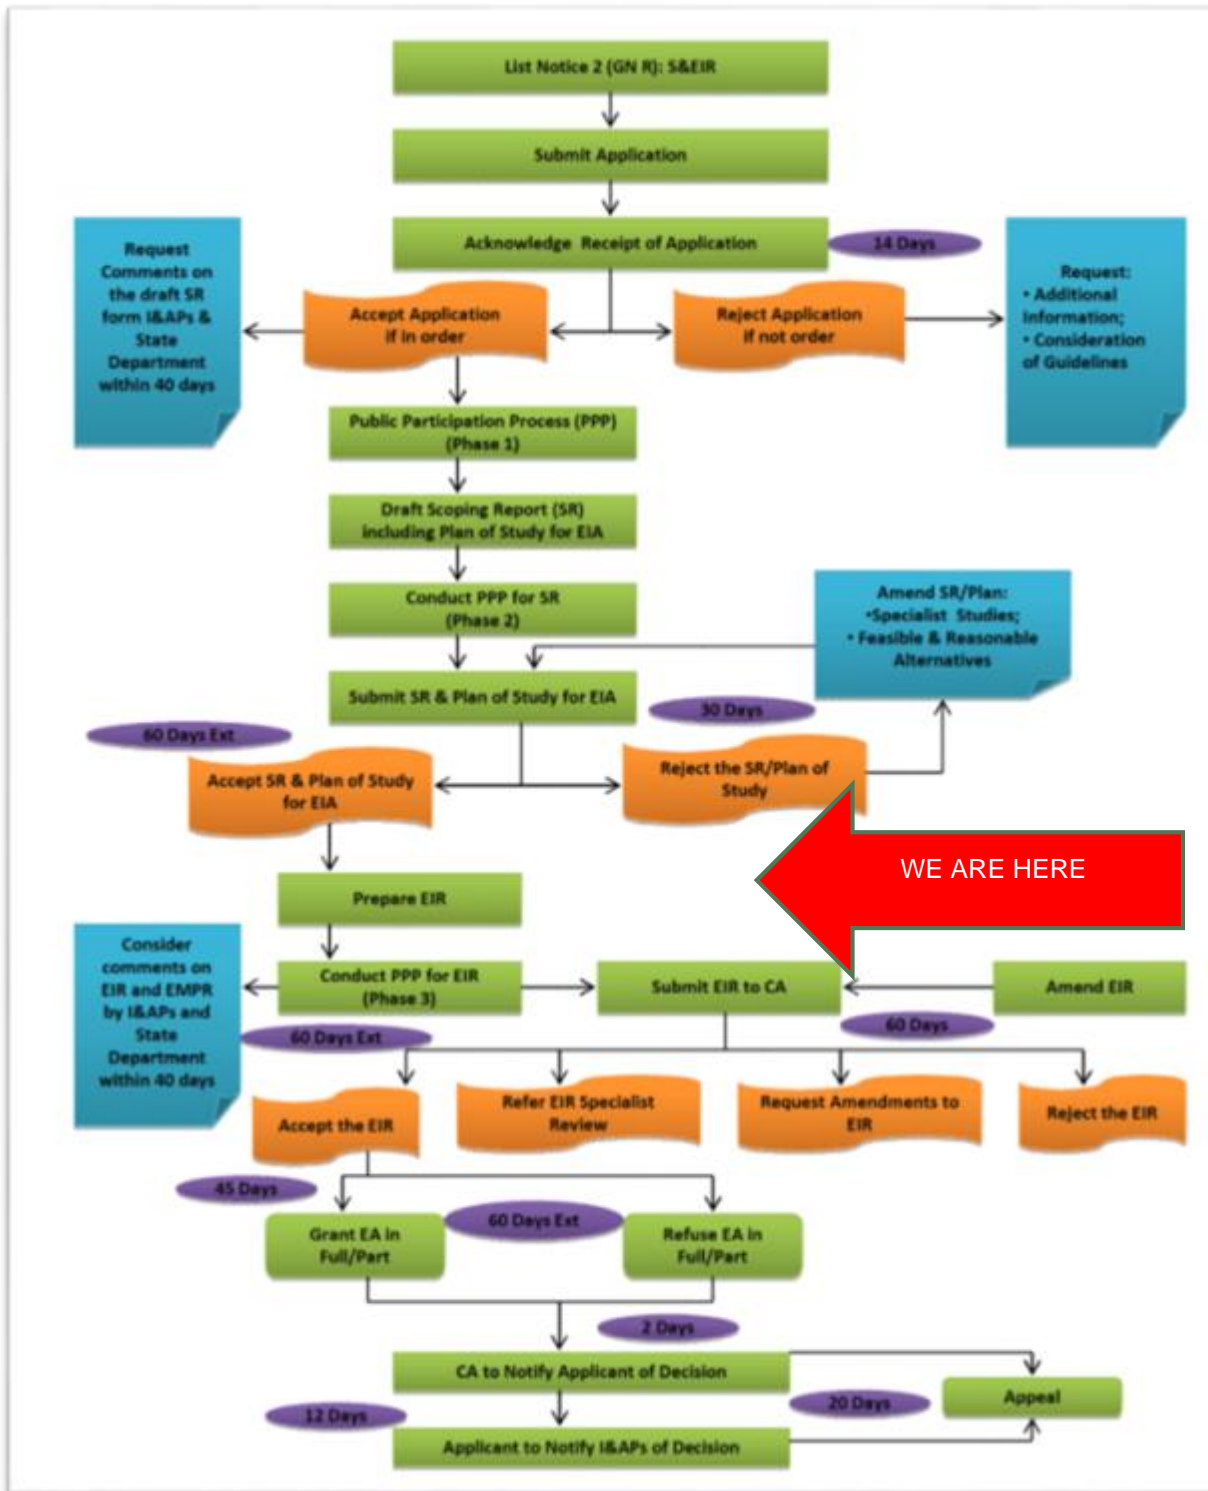 List Notice 2 (GN R): S&EIR
Submit Application
Acknowledge Receipt of Application
14 Days
Request
Comments on
the draft SR
form I&APs &
State
Department
within 40 days
Accept Application
if in order
Reject Application
if not order
Request:
• Additional
Information;
• Consideration
of Guidelines
Public Participation Process (PPP)
(Phase 1)
Draft Scoping Report (SR)
including Plan of Study for EIA
Conduct PPP for SR
(Phase 2)
Amend SR/Plan:
•Specialist Studies;
• Feasible & Reasonable
Alternatives
Submit SR & Plan of Study for EIA
30 Days
60 Days Ext
Accept SR & Plan of Study
for EIA
Reject the SR/Plan of
Study
WE ARE HERE
Prepare EIR
Consider
comments on
EIR and EMPR
by I&APs and
State
Department
within 40 days
Conduct PPP for EIR
(Phase 3)
Submit EIR to CA
Amend EIR
60 Days Ext
60 Days
Accept the EIR
Refer EIR Specialist
Review
Request Amendments to
EIR
Reject the EIR
45 Days
Grant EA in
Full/Part
60 Days Ext
Refuse EA in
Full/Part
2 Days
CA to Notify Applicant of Decision
12 Days
20 Days
Appeal
Applicant to Notify I&APs of Decision